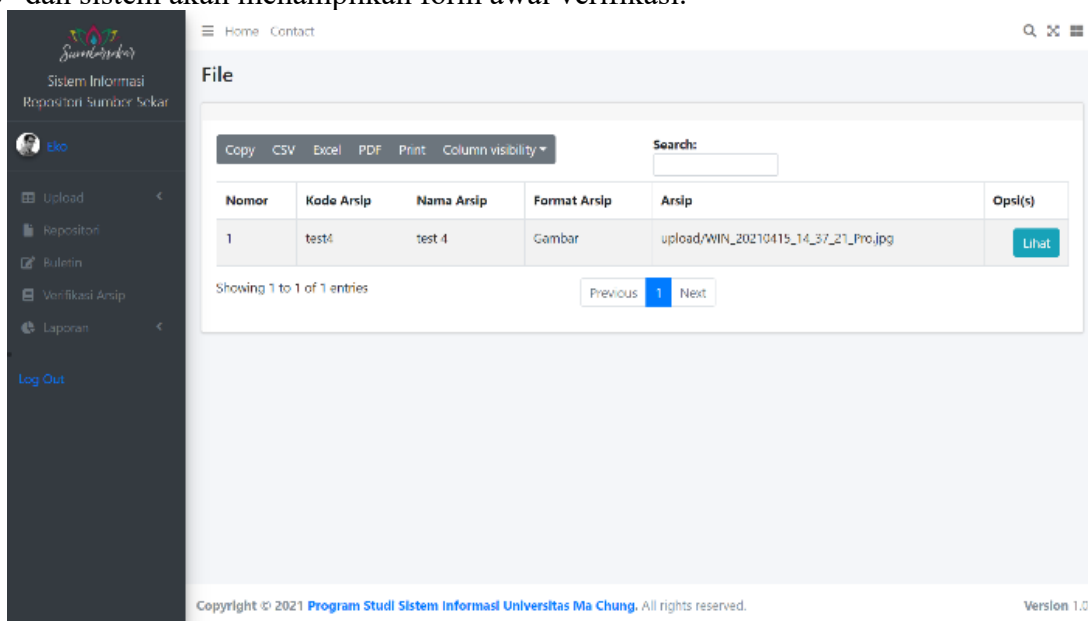 dan sistem akan menampilkan form awal verifikasi.
Sumbersekar
Sistem Informasi
Repositori Sumber Sekar
Eko
Upload
Repositori
Buletin
Verifikasi Arsip
Laporan
Log Out
Home Contact
File
Copy CSV Excel PDF Print Column visibility
Search:
Nomor Kode Arsip Nama Arsip Format Arsip Arsip Opsi(s)
1 test4 test 4 Gambar upload/WIN_20210415_14_37_21_Pro.jpg Lihat
Showing 1 to 1 of 1 entries
Previous 1 Next
Copyright © 2021 Program Studi Sistem Informasi Universitas Ma Chung. All rights reserved.
Version 1.0